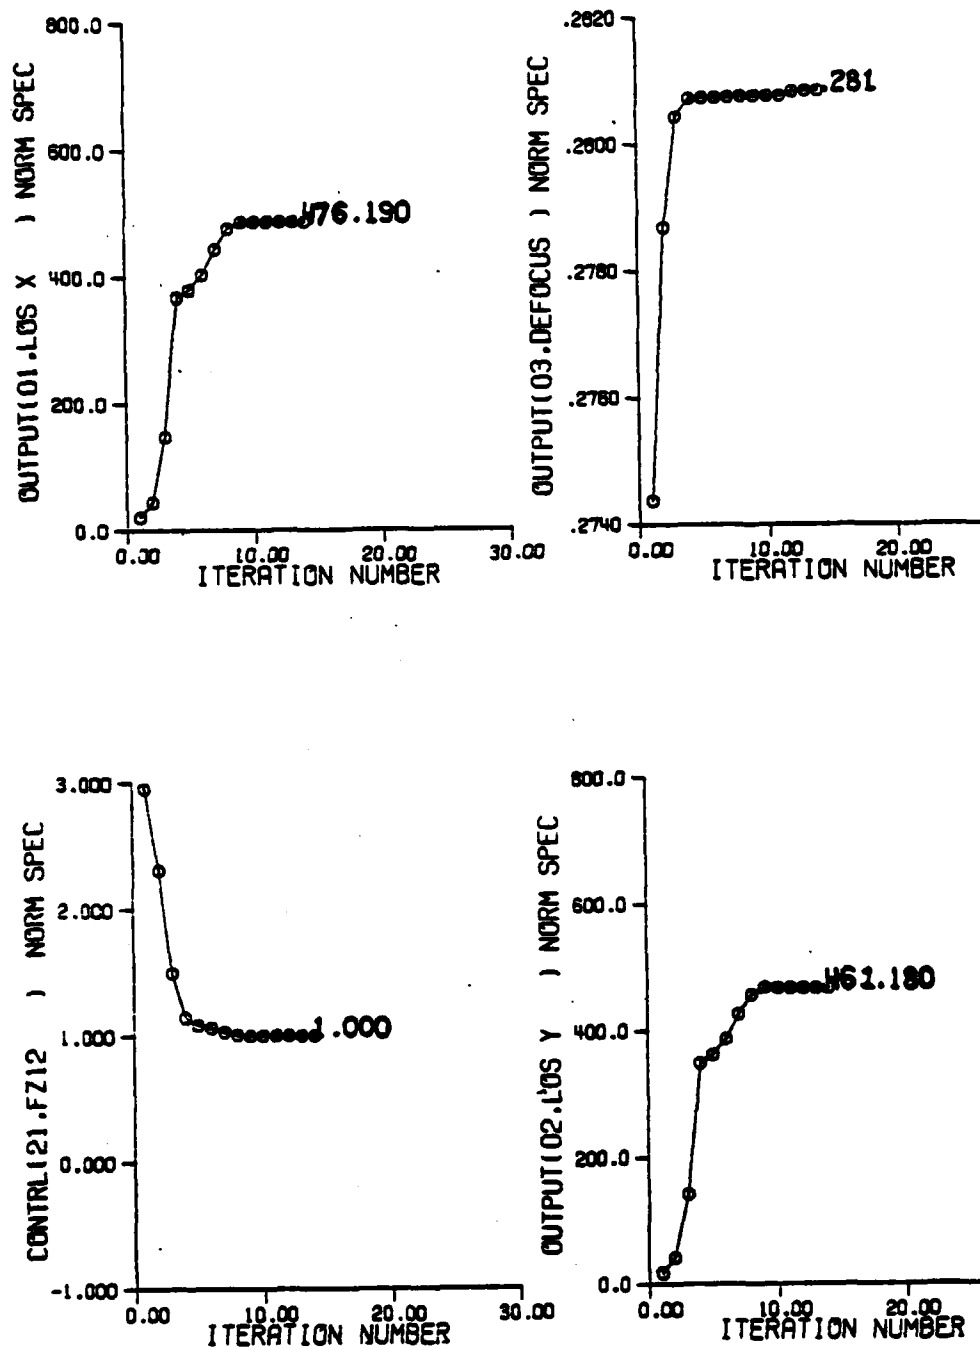 800.0
600.0
400.0
200.0
0.0
OUTPUT(01.LOS X ) NORM SPEC
476.190
0.00 10.00 20.00 30.00
ITERATION NUMBER
.2820
.2800
.2780
.2760
.2740
OUTPUT(03.DEFOCUS ) NORM SPEC
.281
0.00 10.00 20.00
ITERATION NUMBER
3.000
2.000
1.000
0.000
-1.000
CONTRL(21.FZ12 ) NORM SPEC
1.000
0.00 10.00 20.00 30.00
ITERATION NUMBER
800.0
600.0
400.0
200.0
0.0
OUTPUT(02.LOS Y ) NORM SPEC
461.180
0.00 10.00 20.00
ITERATION NUMBER